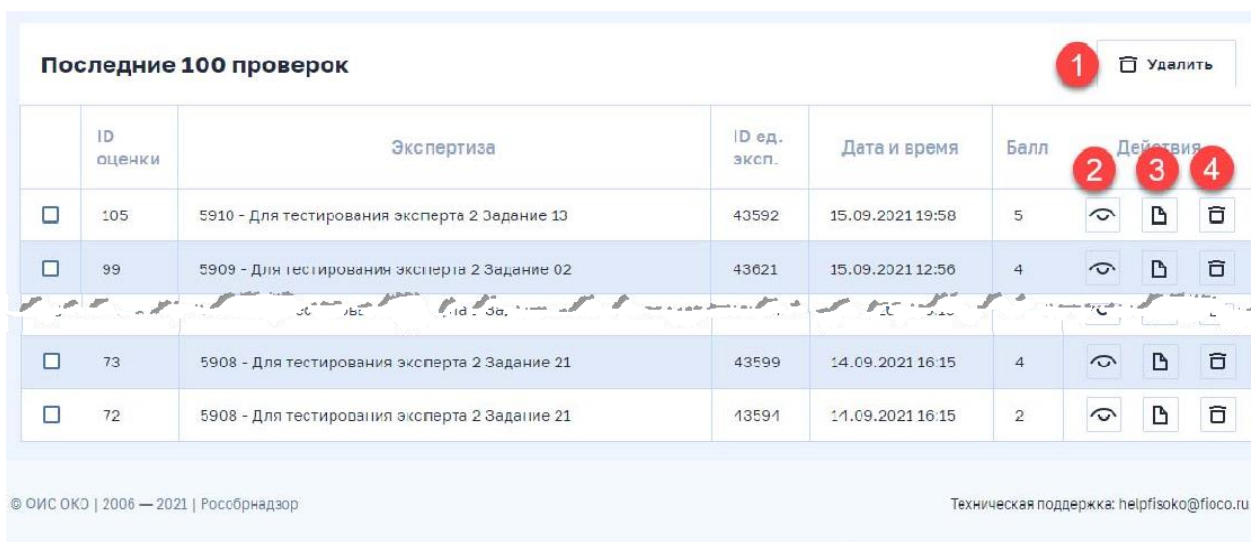 Последние 100 проверок
1
Удалить
ID оценки
Экспертиза
ID ед. эксп.
Дата и время
Балл
Действия
2
3
4
105 5910 - Для тестирования эксперта 2 Задание 13 43592 15.09.2021 19:58 5
99 5909 - Для тестирования эксперта 2 Задание 02 43621 15.09.2021 12:56 4
73 5908 - Для тестирования эксперта 2 Задание 21 43599 14.09.2021 16:15 4
72 5908 - Для тестирования эксперта 2 Задание 21 43594 14.09.2021 16:15 2
© ОИС ОКО | 2006 — 2021 | Рособрнадзор
Техническая поддержка: helpfisoko@fioco.ru